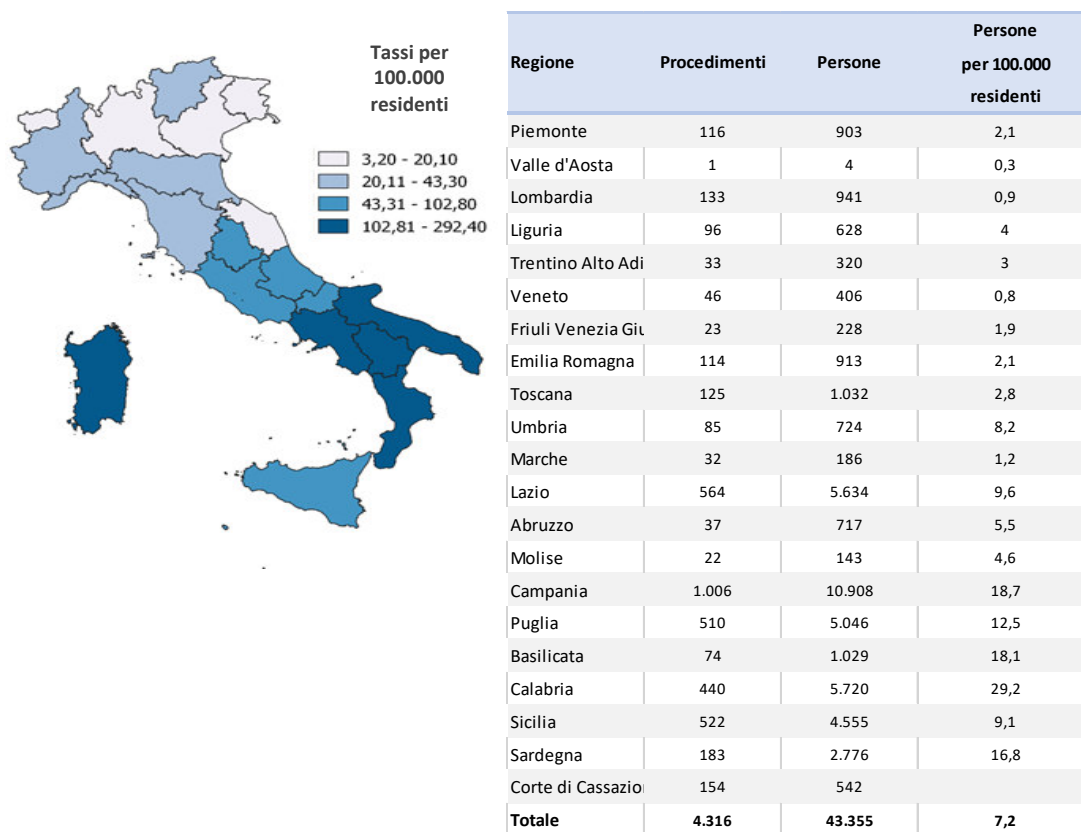 Tassi per
100.000
residenti
3,20 - 20,10
20,11 - 43,30
43,31 - 102,80
102,81 - 292,40
Persone
Regione Procedimenti Persone per 100.000
residenti
Piemonte 116 903 2,1
Valle d'Aosta 1 4 0,3
Lombardia 133 941 0,9
Liguria 96 628 4
Trentino Alto Adi 33 320 3
Veneto 46 406 0,8
Friuli Venezia Giu 23 228 1,9
Emilia Romagna 114 913 2,1
Toscana 125 1.032 2,8
Umbria 85 724 8,2
Marche 32 186 1,2
Lazio 564 5.634 9,6
Abruzzo 37 717 5,5
Molise 22 143 4,6
Campania 1.006 10.908 18,7
Puglia 510 5.046 12,5
Basilicata 74 1.029 18,1
Calabria 440 5.720 29,2
Sicilia 522 4.555 9,1
Sardegna 183 2.776 16,8
Corte di Cassazio 154 542
Totale 4.316 43.355 7,2